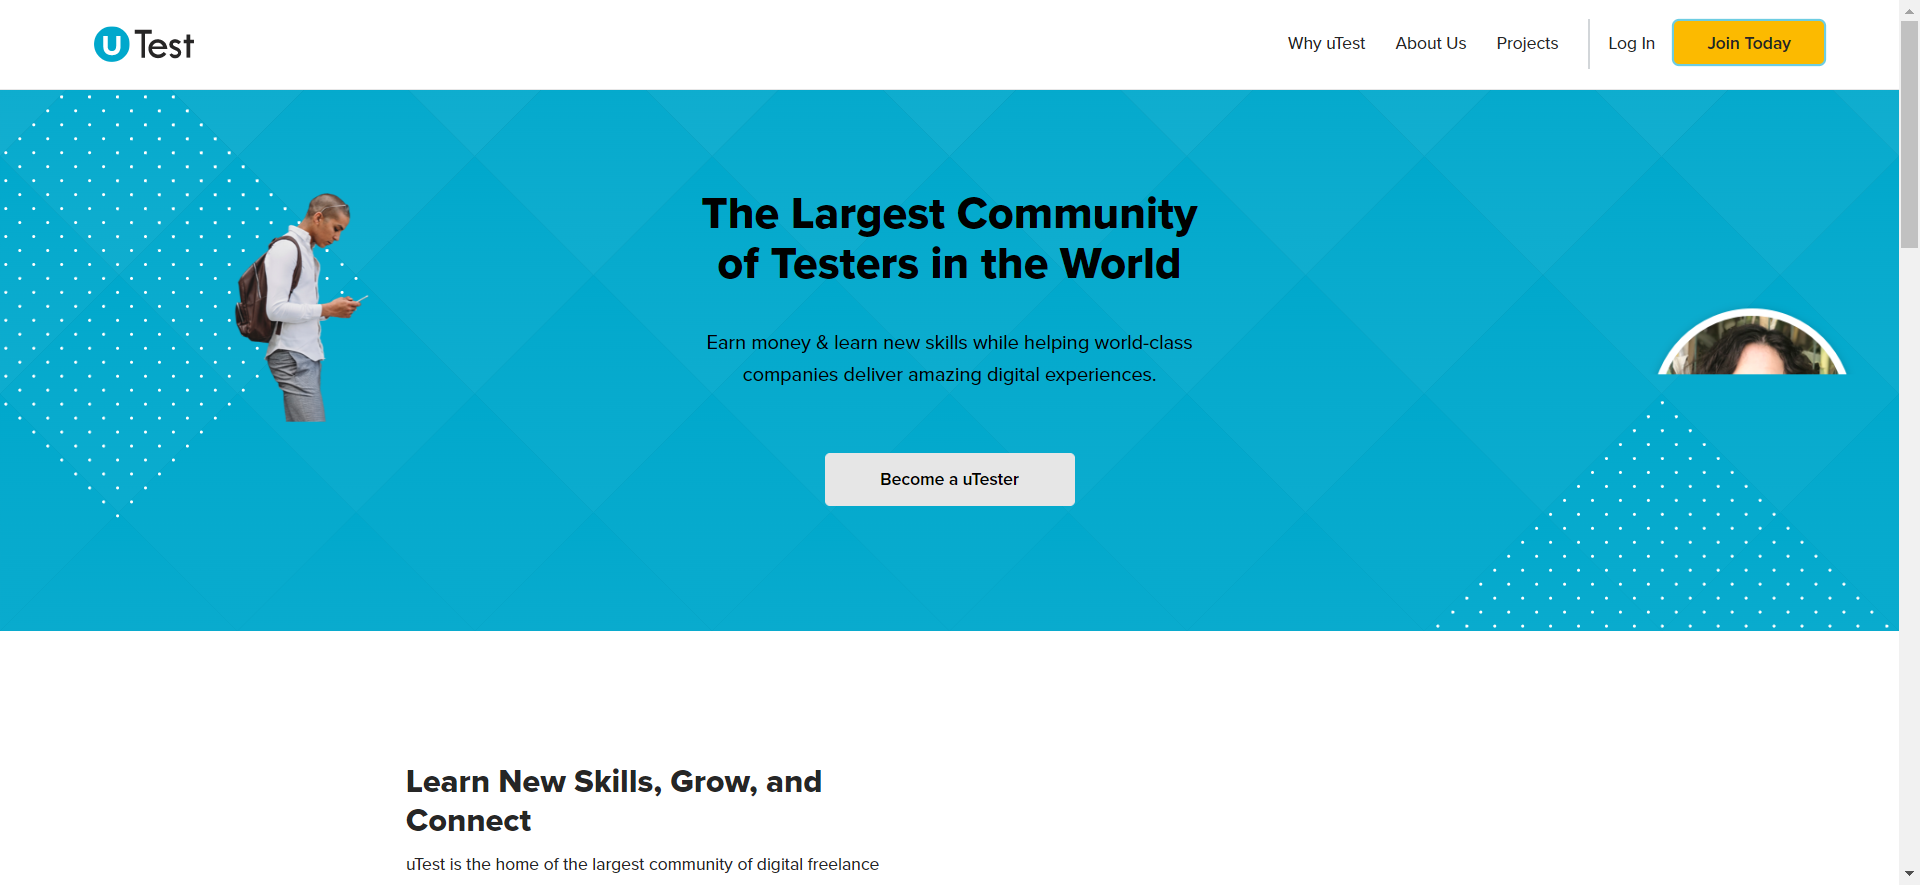 uTest
Why uTest
About Us
Projects
Log In
Join Today
The Largest Community
of Testers in the World
Earn money & learn new skills while helping world-class
companies deliver amazing digital experiences.
Become a uTester
Learn New Skills, Grow, and
Connect
uTest is the home of the largest community of digital freelance